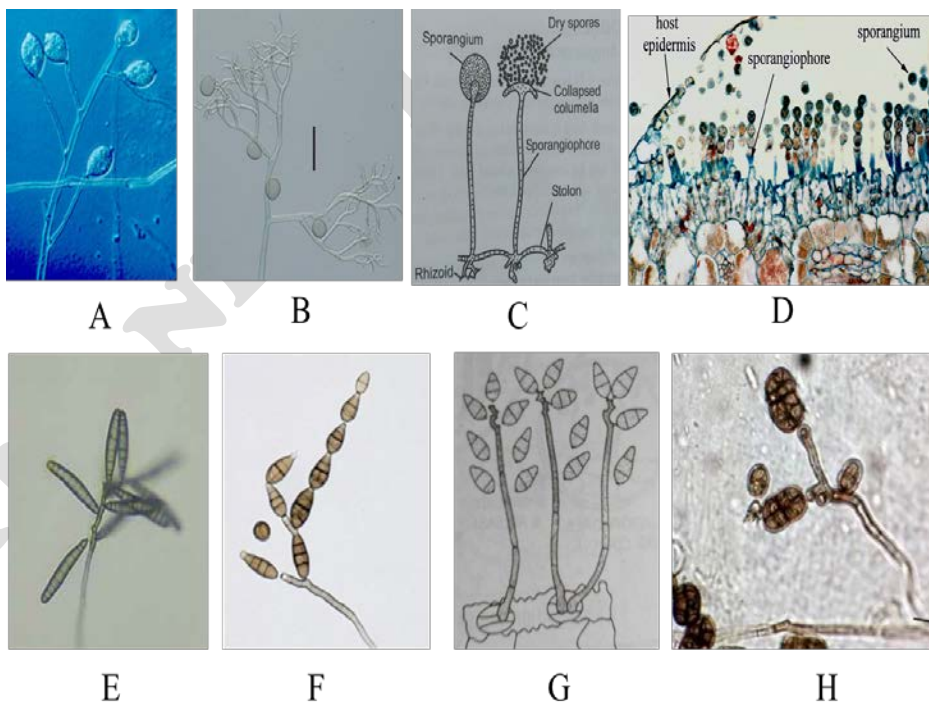 Sporangium
Dry spores
Collapsed
columella
Sporangiophore
Stolon
Rhizoid
host
epidermis
sporangiophore
sporangium
A
B
C
D
E
F
G
H